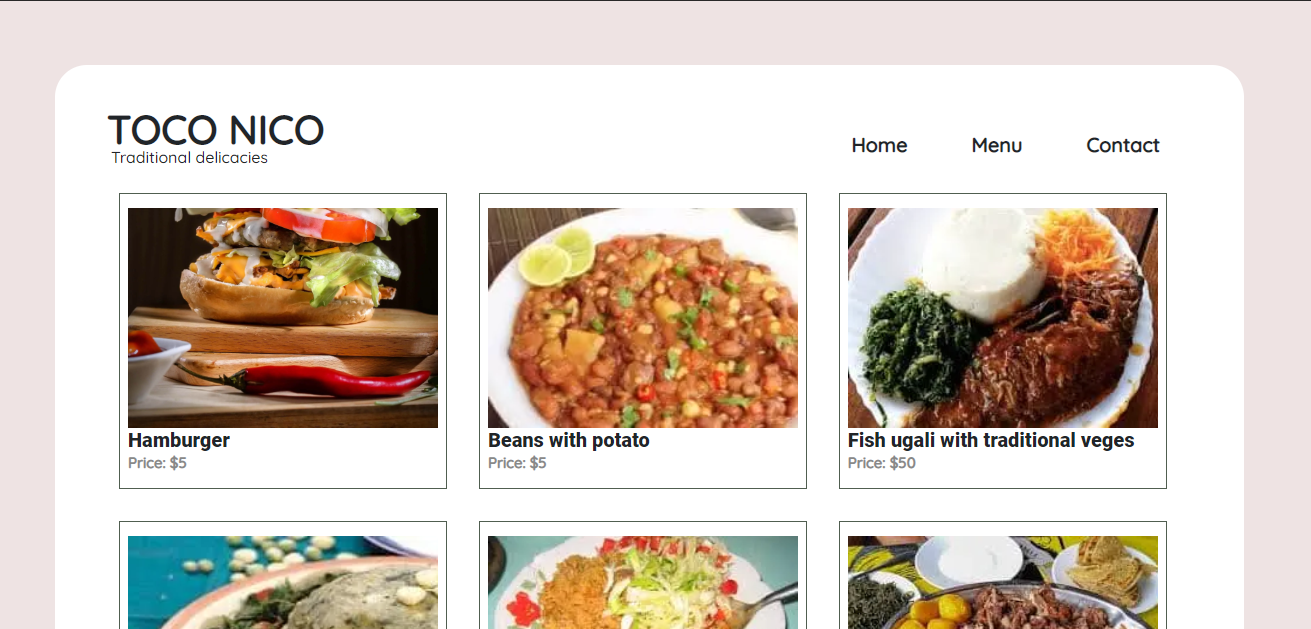 TOCO NICO
Traditional delicacies
Home
Menu
Contact
Hamburger
Price: $5
Beans with potato
Price: $5
Fish ugali with traditional veges
Price: $50